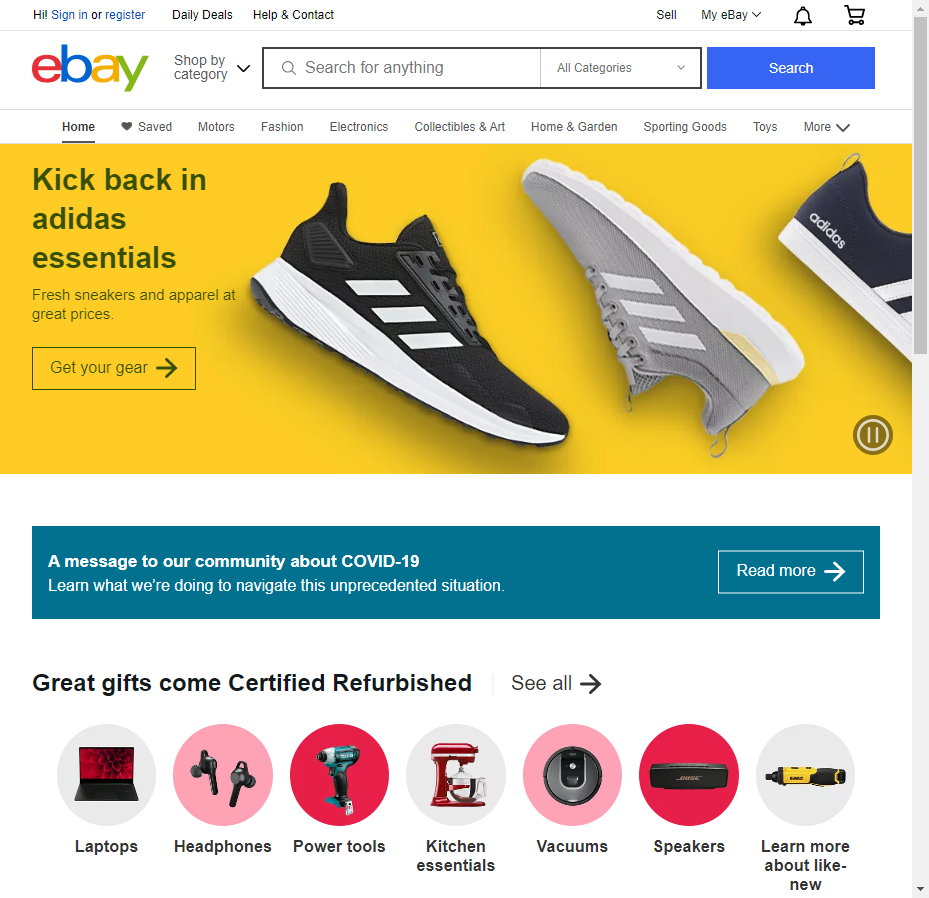 Hi! Sign in or register
Daily Deals
Help & Contact
Sell
My eBay
ebay
Shop by
category
Search for anything
All Categories
Search
Home
Saved
Motors
Fashion
Electronics
Collectibles & Art
Home & Garden
Sporting Goods
Toys
More
Kick back in
adidas
essentials
Fresh sneakers and apparel at
great prices.
Get your gear
adidas
A message to our community about COVID-19
Learn what we're doing to navigate this unprecedented situation.
Read more
Great gifts come Certified Refurbished
See all
BOSE
DEWALT
Laptops
Headphones
Power tools
Kitchen
essentials
Vacuums
Speakers
Learn more
about like-
new